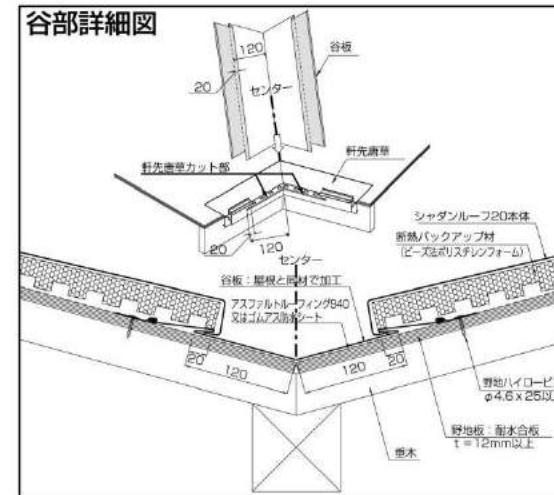 谷部詳細図
120
20
センター
谷板
軒先唐草カット部
軒先唐草
20
120
センター
シャダンルーフ20本体
断熱バックアップ材
(ビーズ法ポリスチレンフォーム)
谷板：屋根と同材で加工
アスファルトルーフィング940
又はゴムアス防水シート
20
120
120
20
野地ハイロービ
φ4.6×25以
野地板：耐水合板
t＝12mm以上
垂木